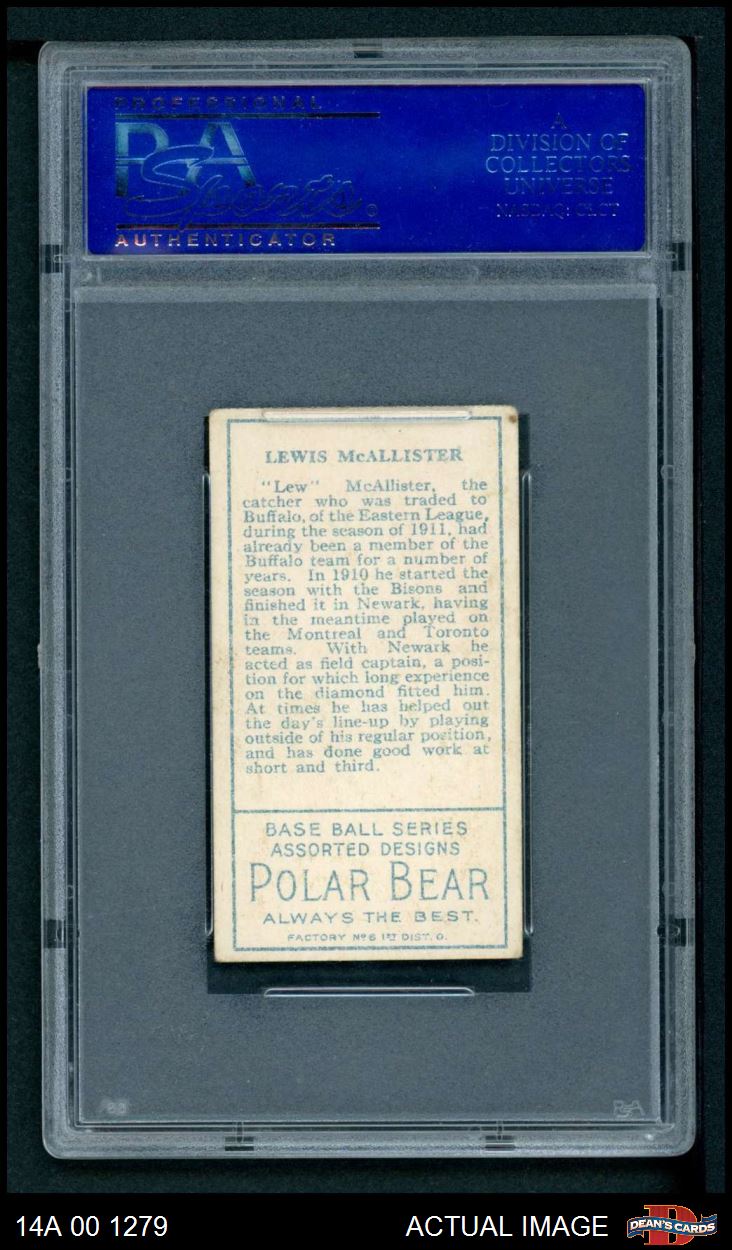 PROFESSIONAL
PSA
Sports
AUTHENTICATOR
A
DIVISION OF
COLLECTORS
UNIVERSE
NASDAQ: CLCT
LEWIS McALLISTER
"Lew" McAllister, the
catcher who was traded to
Buffalo, of the Eastern League,
during the season of 1911, had
already been a member of the
Buffalo team for a number of
years. In 1910 he started the
season with the Bisons and
finished it in Newark, having
in the meantime played on
the Montreal and Toronto
teams. With Newark he
acted as field captain, a posi-
tion for which long experience
on the diamond fitted him.
At times he has helped out
the day's line-up by playing
outside of his regular position,
and has done good work at
short and third.
BASE BALL SERIES
ASSORTED DESIGNS
POLAR BEAR
ALWAYS THE BEST.
FACTORY Nº 6 1ST DIST. O.
PSA
14A 00 1279
ACTUAL IMAGE
DEAN'S CARDS